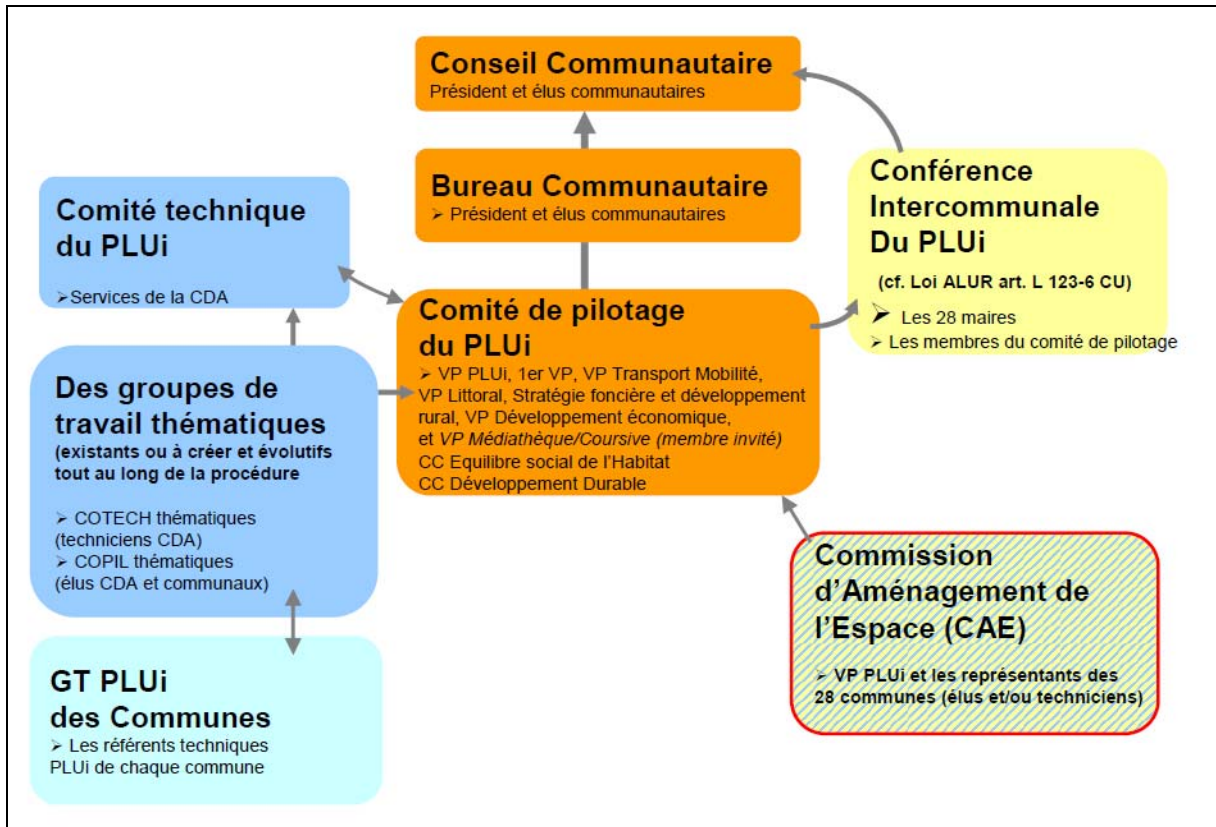 Conseil Communautaire
Président et élus communautaires
Bureau Communautaire
➢ Président et élus communautaires
Conférence
Intercommunale
Du PLUi
(cf. Loi ALUR art. L 123-6 CU)
➢ Les 28 maires
➢ Les membres du comité de pilotage
Comité technique
du PLUi
➢Services de la CDA
Comité de pilotage
du PLUi
➢ VP PLUi, 1er VP, VP Transport Mobilité,
VP Littoral, Stratégie foncière et développement
rural, VP Développement économique,
et VP Médiathèque/Coursive (membre invité)
CC Equilibre social de l'Habitat
CC Développement Durable
Des groupes de
travail thématiques
(existants ou à créer et évolutifs
tout au long de la procédure
➢ COTECH thématiques
(techniciens CDA)
➢ COPIL thématiques
(élus CDA et communaux)
Commission
d'Aménagement de
l'Espace (CAE)
➢ VP PLUi et les représentants des
28 communes (élus et/ou techniciens)
GT PLUi
des Communes
➢ Les référents techniques
PLUi de chaque commune